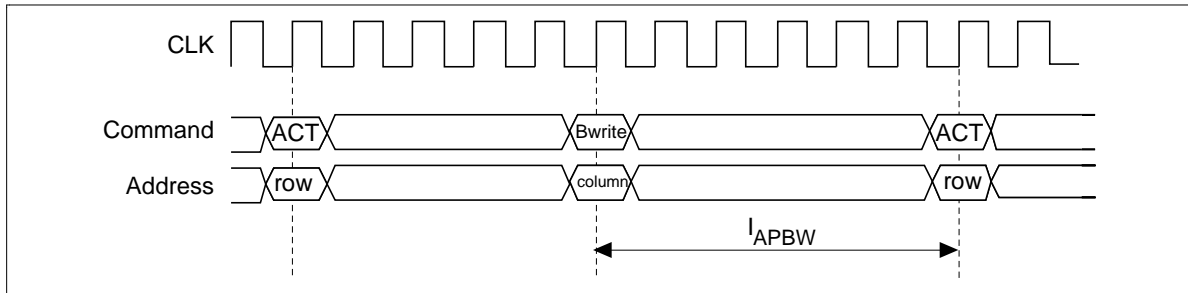 CLK
Command ACT Bwrite ACT
Address row column row
IAPBW